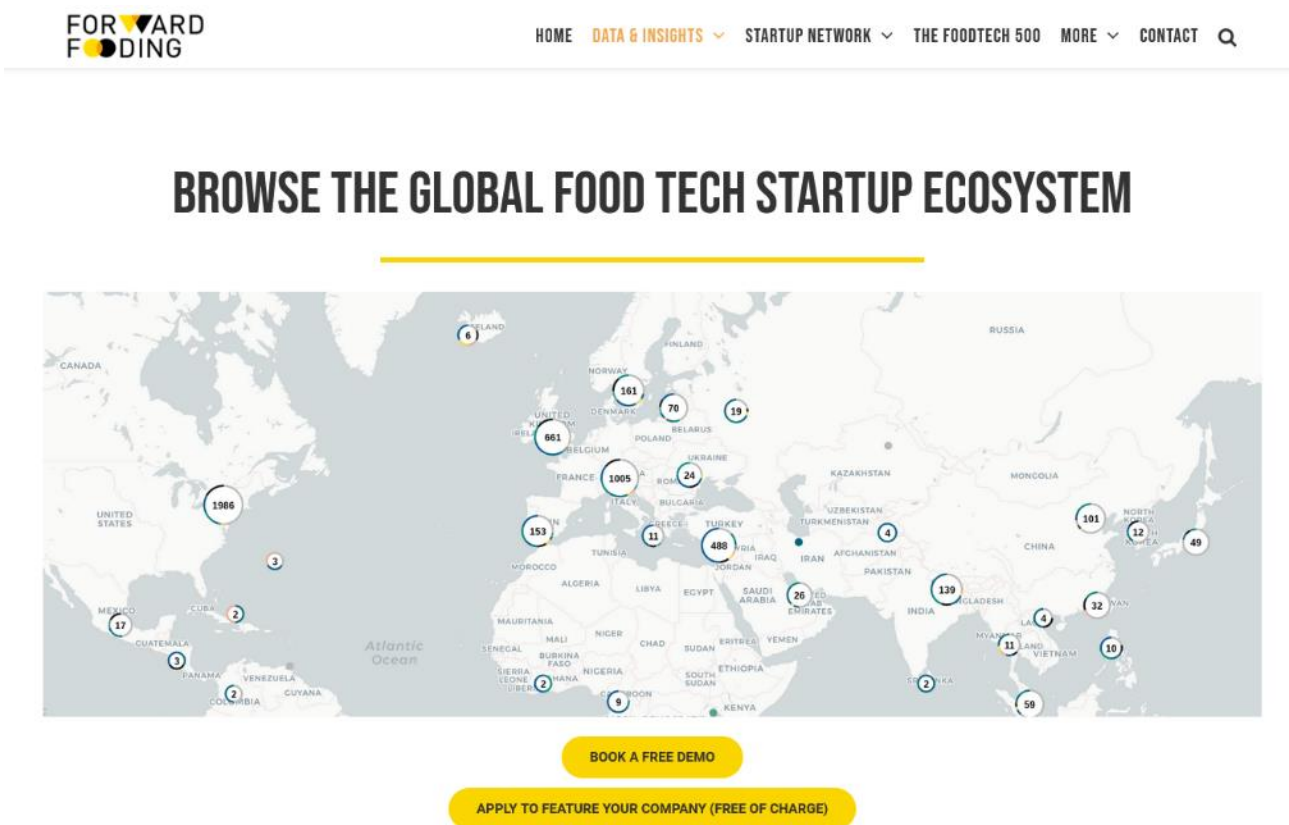 FORWARD
FOODING
HOME DATA & INSIGHTS STARTUP NETWORK THE FOODTECH 500 MORE CONTACT
BROWSE THE GLOBAL FOOD TECH STARTUP ECOSYSTEM
6
RUSSIA
FINLAND
CANADA
NORWAY
161
70
19
UNITED
DENMARK
661
BELARUS
POLAND
BELGIUM
UKRAINE
FRANCE
1005
24
KAZAKHSTAN
MONGOLIA
1986
ITALY
BULGARIA
UNITED
STATES
UZBEKISTAN
TURKMENISTAN
101
NORTH
153
11
TURKEY
488
4
12
49
TUNISIA
IRAQ
IRAN
AFGHANISTAN
CHINA
3
MOROCCO
JORDAN
PAKISTAN
ALGERIA
LIBYA
EGYPT
SAUDI
ARABIA
26
EMIRATES
139
INDIA
32
MEXICO
CUBA
2
17
MAURITANIA
4
GUATEMALA
Atlantic
Ocean
SENEGAL
MALI
NIGER
CHAD
SUDAN
ERITREA
YEMEN
11
VIETNAM
10
3
BURKINA
FASO
PANAMA
VENEZUELA
SIERRA
LEONE
2
NIGERIA
SOUTH
SUDAN
ETHIOPIA
2
2
GUYANA
9
KENYA
59
BOOK A FREE DEMO
APPLY TO FEATURE YOUR COMPANY (FREE OF CHARGE)